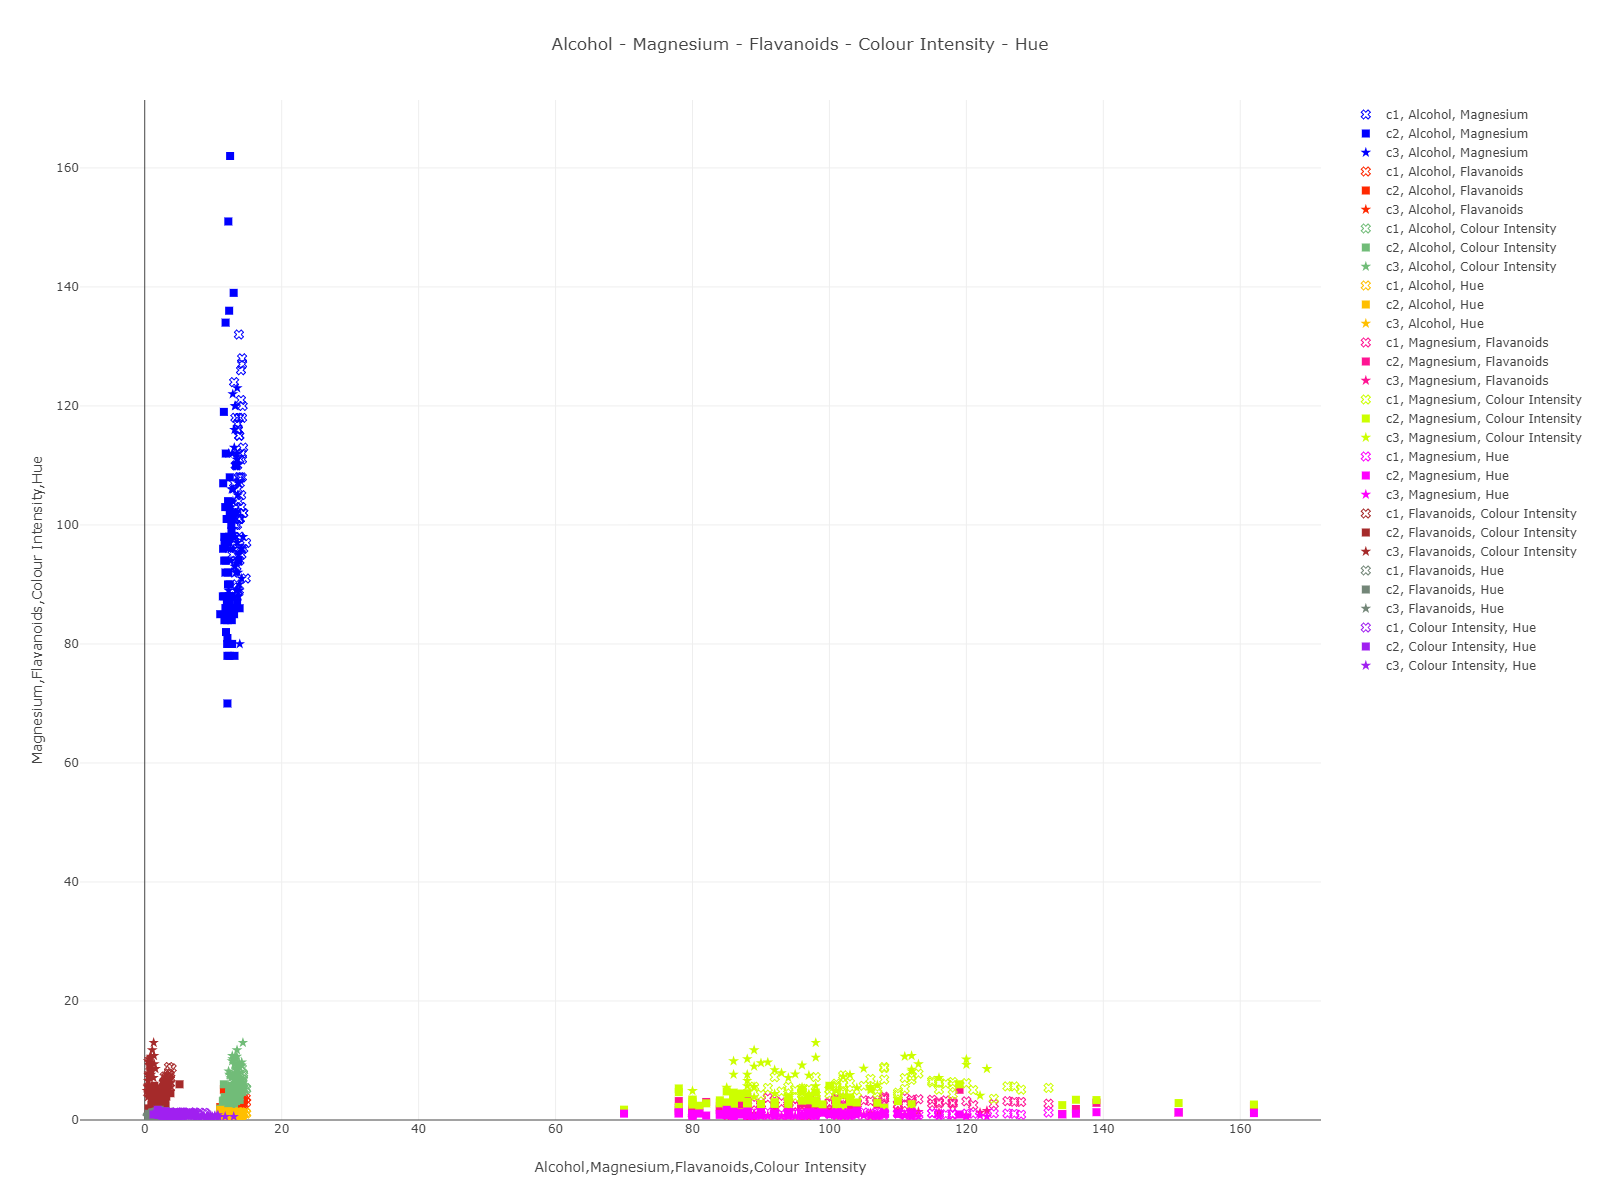 Alcohol - Magnesium - Flavanoids - Colour Intensity - Hue
Magnesium,Flavanoids,Colour Intensity,Hue
160
140
120
100
80
60
40
20
0
0 20 40 60 80 100 120 140 160
Alcohol,Magnesium,Flavanoids,Colour Intensity
c1, Alcohol, Magnesium
c2, Alcohol, Magnesium
c3, Alcohol, Magnesium
c1, Alcohol, Flavanoids
c2, Alcohol, Flavanoids
c3, Alcohol, Flavanoids
c1, Alcohol, Colour Intensity
c2, Alcohol, Colour Intensity
c3, Alcohol, Colour Intensity
c1, Alcohol, Hue
c2, Alcohol, Hue
c3, Alcohol, Hue
c1, Magnesium, Flavanoids
c2, Magnesium, Flavanoids
c3, Magnesium, Flavanoids
c1, Magnesium, Colour Intensity
c2, Magnesium, Colour Intensity
c3, Magnesium, Colour Intensity
c1, Magnesium, Hue
c2, Magnesium, Hue
c3, Magnesium, Hue
c1, Flavanoids, Colour Intensity
c2, Flavanoids, Colour Intensity
c3, Flavanoids, Colour Intensity
c1, Flavanoids, Hue
c2, Flavanoids, Hue
c3, Flavanoids, Hue
c1, Colour Intensity, Hue
c2, Colour Intensity, Hue
c3, Colour Intensity, Hue